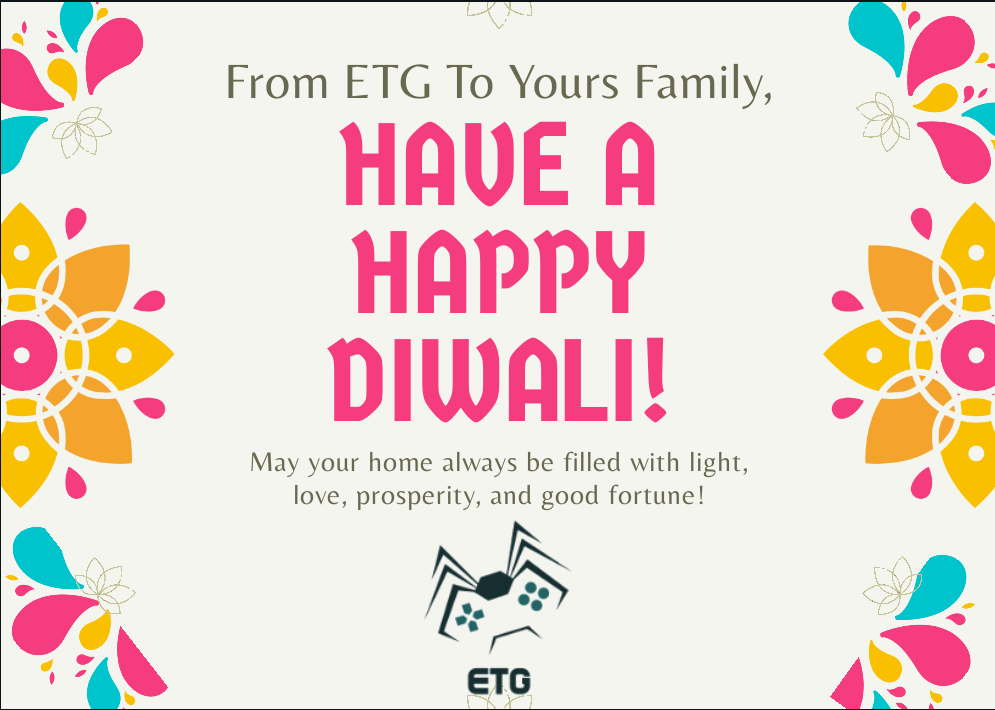 From ETG To Yours Family,
HAVE A
HAPPY
DIWALI!
May your home always be filled with light,
love, prosperity, and good fortune!
ETG